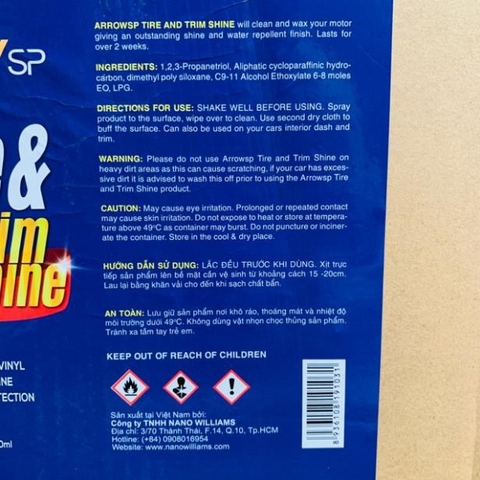 SP
&
im
hine
VINYL
INE
TECTION
0ml
ARROWSP TIRE AND TRIM SHINE will clean and wax your motor
giving an outstanding shine and water repellent finish. Lasts for
over 2 weeks.
INGREDIENTS: 1,2,3-Propanetriol, Aliphatic cycloparaffinic hydro-
carbon, dimethyl poly siloxane, C9-11 Alcohol Ethoxylate 6-8 moles
EO, LPG.
DIRECTIONS FOR USE: SHAKE WELL BEFORE USING. Spray
product to the surface, wipe over to clean. Use second dry cloth to
buff the surface. Can also be used on your cars interior dash and
trim.
WARNING: Please do not use Arrowsp Tire and Trim Shine on
heavy dirt areas as this can cause scratching, if your car has exces-
sive dirt it is advised to wash this off prior to using the Arrowsp Tire
and Trim Shine product.
CAUTION: May cause eye irritation. Prolonged or repeated contact
may cause skin irritation. Do not expose to heat or store at tempera-
ture above 49°C as container may burst. Do not puncture or inciner-
ate the container. Store in the cool & dry place.
HƯỚNG DẪN SỬ DỤNG: LẮC ĐỀU TRƯỚC KHI DÙNG. Xịt trực
tiếp sản phẩm lên bề mặt cần vệ sinh từ khoảng cách 15 -20cm.
Lau lại bằng khăn vải cho đến khi sạch chất bẩn.
AN TOÀN: Lưu giữ sản phẩm nơi khô ráo, thoáng mát và nhiệt độ
môi trường dưới 49°C. Không dùng vật nhọn chọc thủng sản phẩm.
Tránh xa tầm tay trẻ em.
KEEP OUT OF REACH OF CHILDREN
Sản xuất tại Việt Nam bởi:
Công ty TNHH NANO WILLIAMS
Địa chỉ: 3/70 Thành Thái, F.14, Q.10, Tp.HCM
Hotline: (+84) 0908016954
Website: www.nanowilliams.com
8 936108 191031